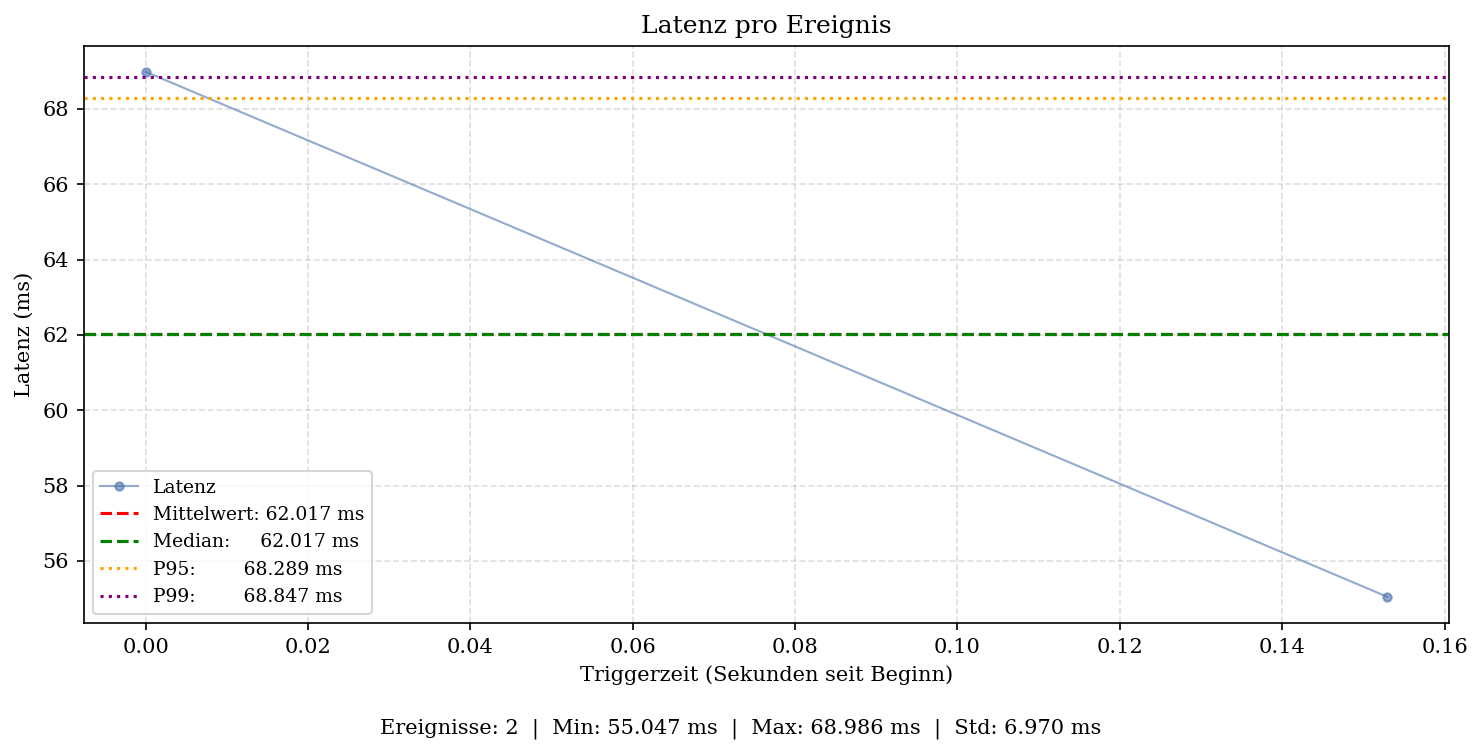 Latenz pro Ereignis
Latenz (ms)
68
66
64
62
60
58
56
Latenz
Mittelwert: 62.017 ms
Median: 62.017 ms
P95: 68.289 ms
P99: 68.847 ms
0.00 0.02 0.04 0.06 0.08 0.10 0.12 0.14 0.16
Triggerzeit (Sekunden seit Beginn)
Ereignisse: 2 | Min: 55.047 ms | Max: 68.986 ms | Std: 6.970 ms